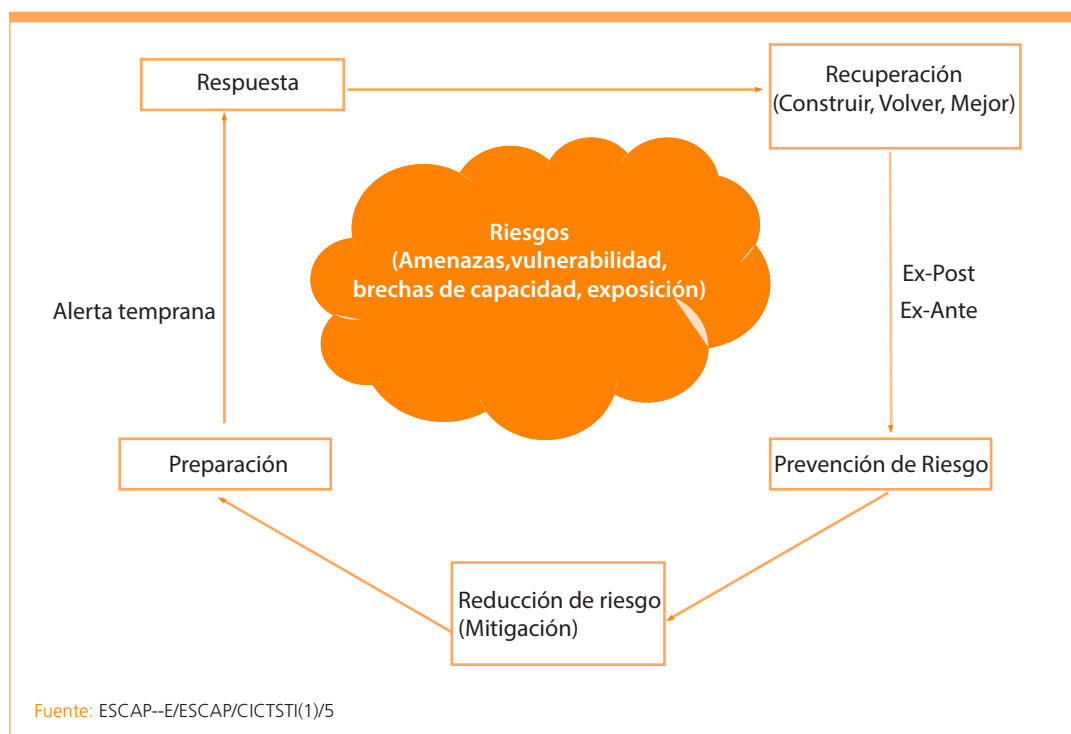 Respuesta
Recuperación
(Construir, Volver, Mejor)
Riesgos
(Amenazas,vulnerabilidad,
brechas de capacidad, exposición)
Ex-Post
Ex-Ante
Alerta temprana
Preparación
Prevención de Riesgo
Reducción de riesgo
(Mitigación)
Fuente: ESCAP--E/ESCAP/CICTSTI(1)/5